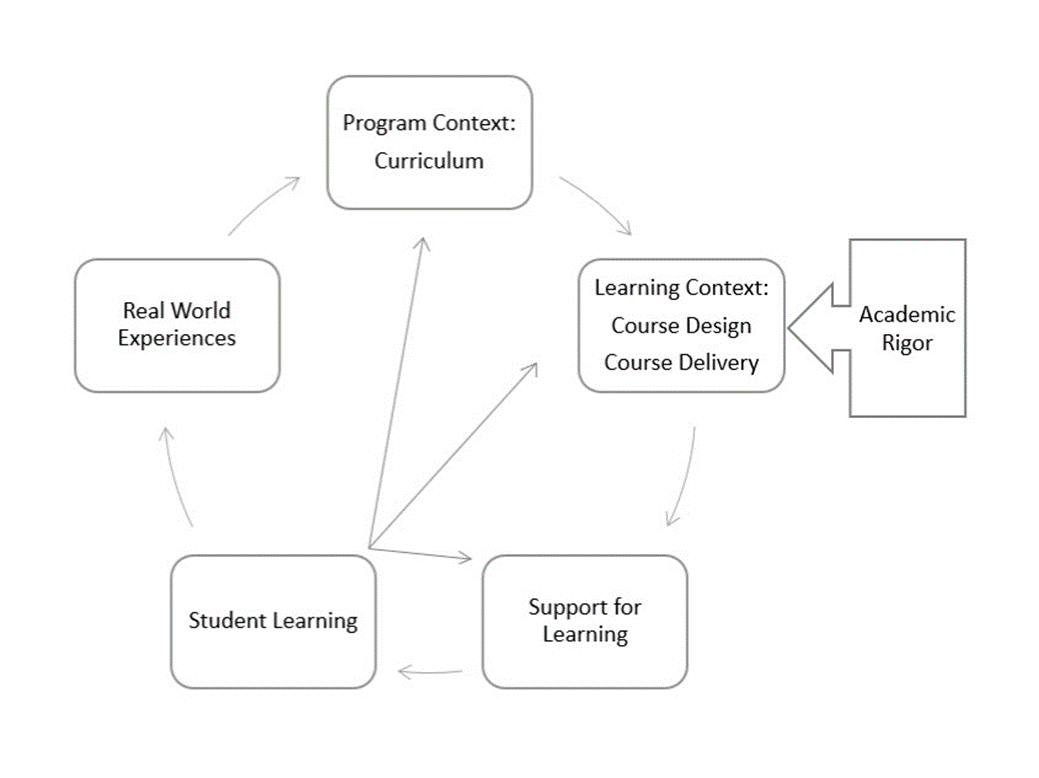 Program Context:
Curriculum
Real World
Experiences
Learning Context:
Course Design
Course Delivery
Academic
Rigor
Student Learning
Support for
Learning